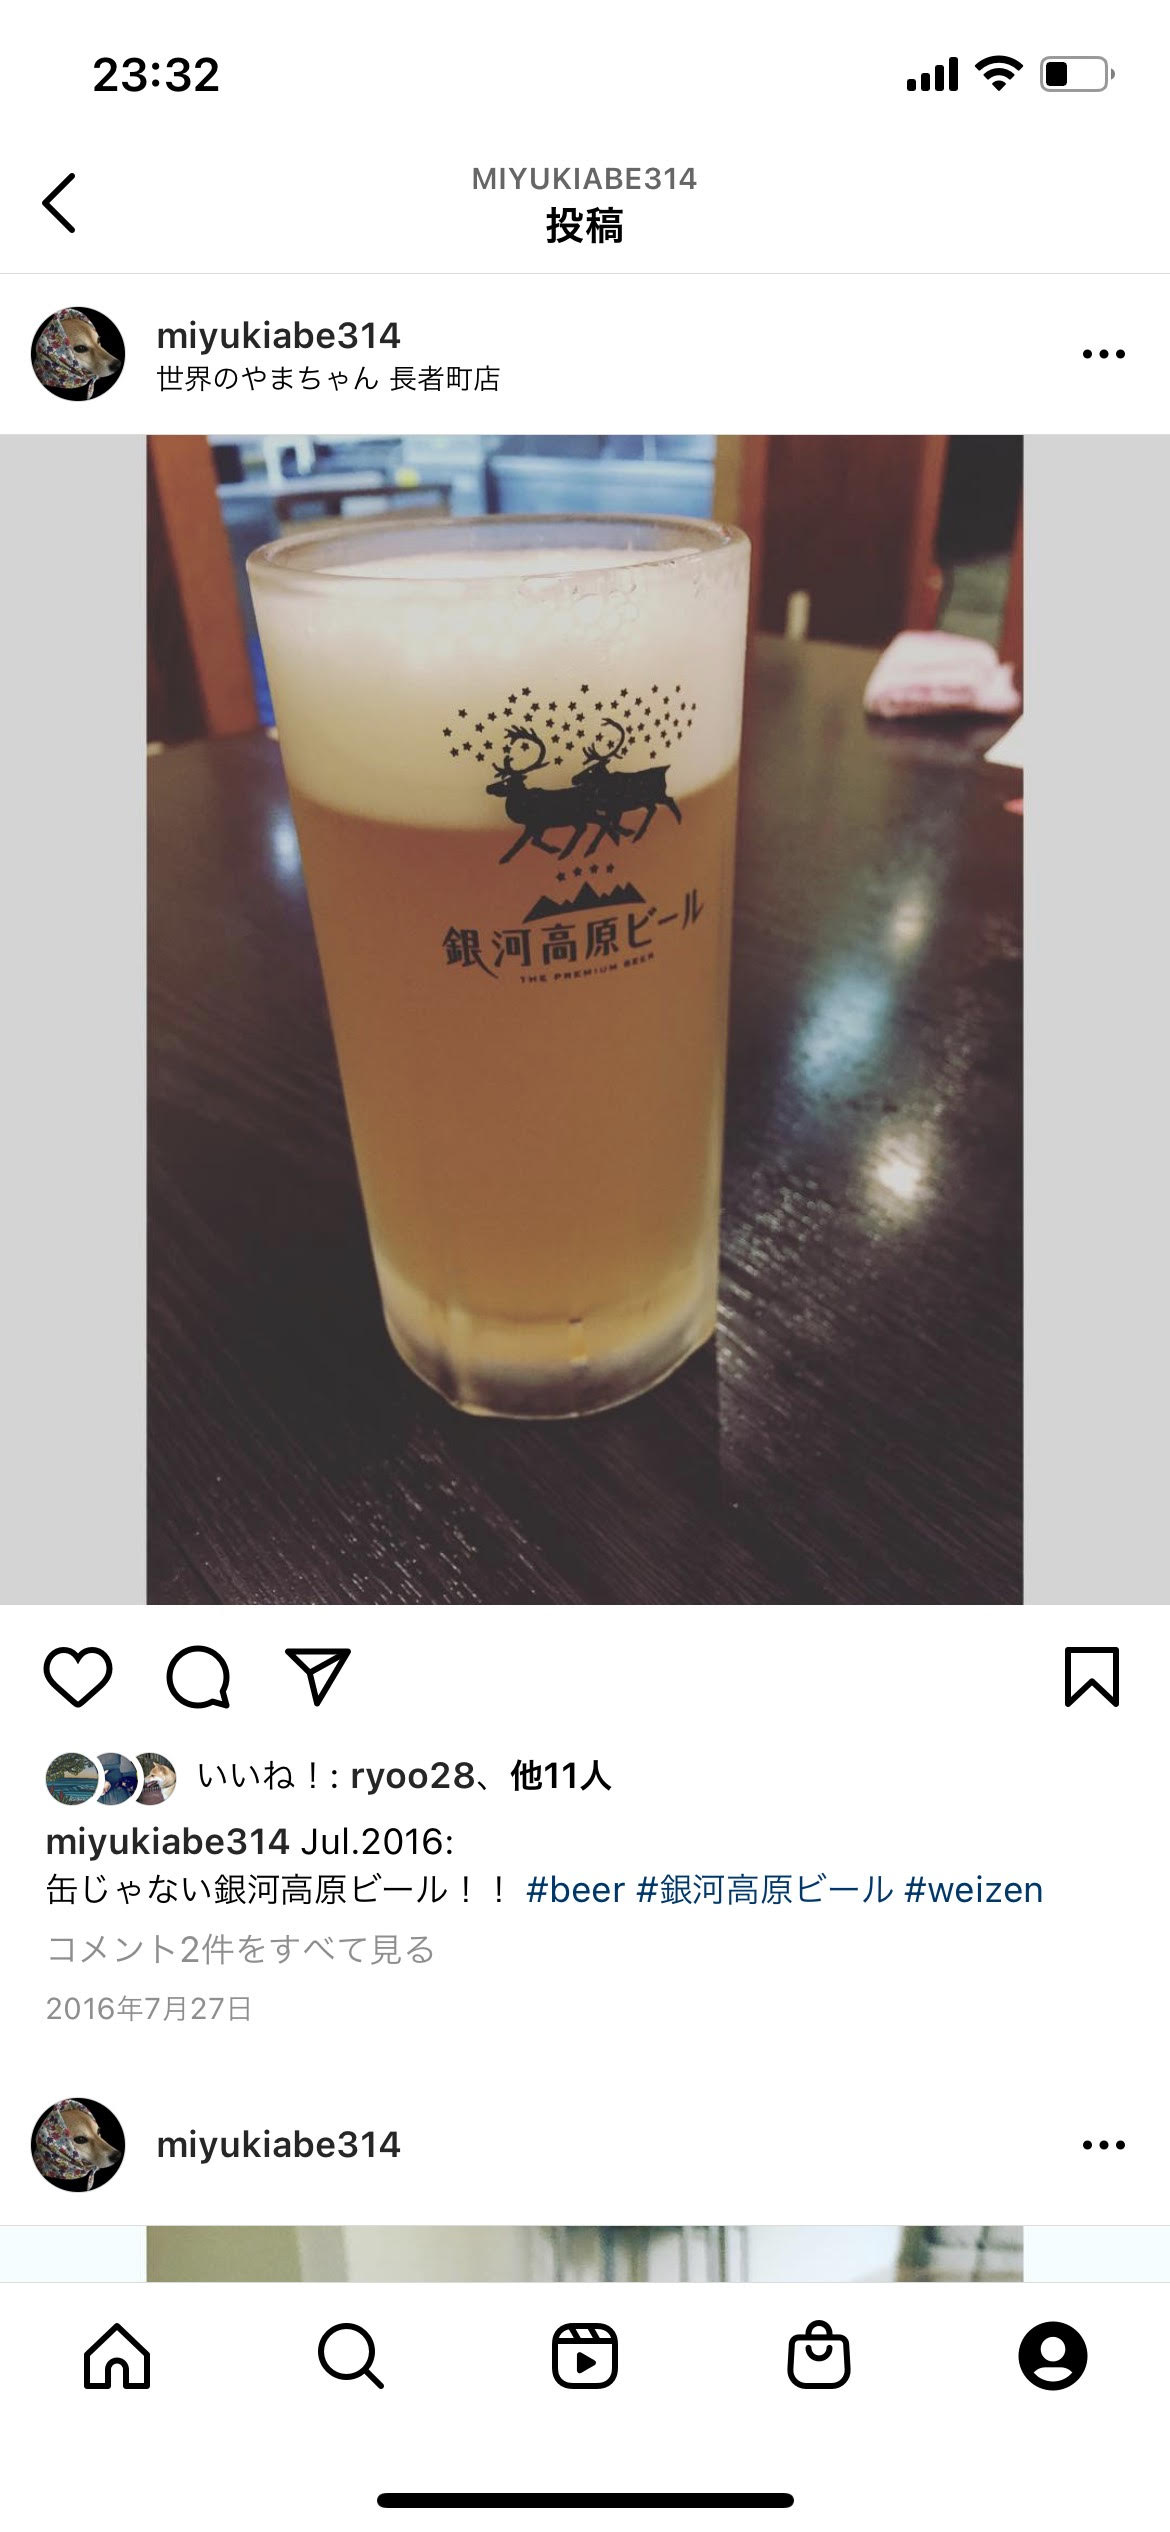 23:32
MIYUKIABE314
投稿
miyukiabe314
世界のやまちゃん 長者町店
銀河高原ビール
THE PREMIUM BEER
いいね！: ryoo28、他11人
miyukiabe314 Jul.2016:
缶じゃない銀河高原ビール！！ #beer #銀河高原ビール #weizen
コメント2件をすべて見る
2016年7月27日
miyukiabe314